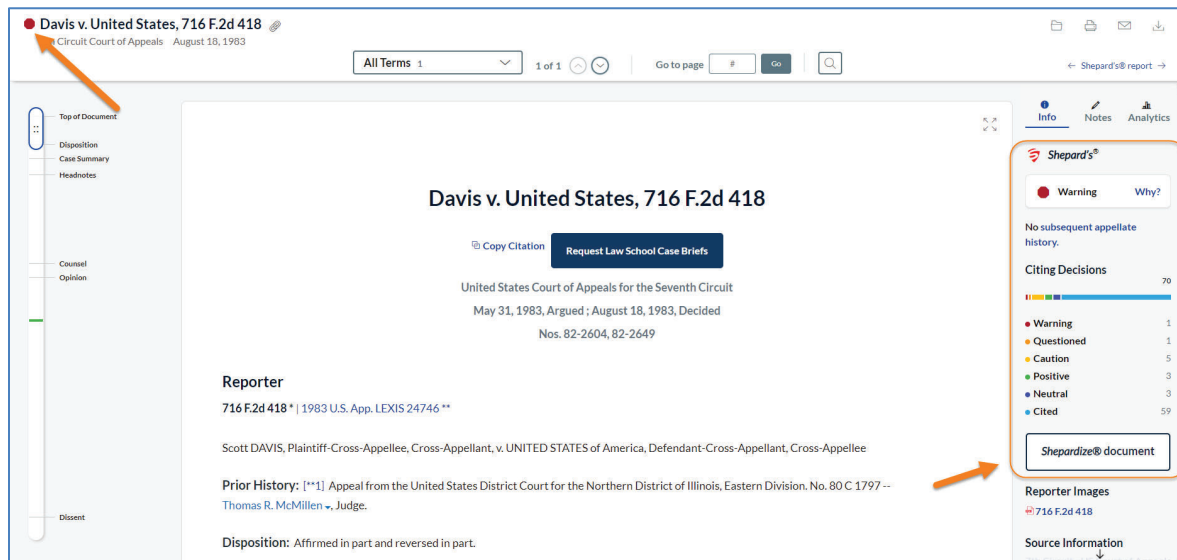 Davis v. United States, 716 F.2d 418
Circuit Court of Appeals August 18, 1983
All Terms 1
1 of 1
Go to page
#
Go
← Shepard's® report →
Top of Document
Disposition
Case Summary
Headnotes
Counsel
Opinion
Dissent
Davis v. United States, 716 F.2d 418
Copy Citation
Request Law School Case Briefs
United States Court of Appeals for the Seventh Circuit
May 31, 1983, Argued ; August 18, 1983, Decided
Nos. 82-2604, 82-2649
Reporter
716 F.2d 418 * | 1983 U.S. App. LEXIS 24746 **
Scott DAVIS, Plaintiff-Cross-Appellee, Cross-Appellant, v. UNITED STATES of America, Defendant-Cross-Appellant, Cross-Appellee
Prior History: [**1] Appeal from the United States District Court for the Northern District of Illinois, Eastern Division. No. 80 C 1797 --
Thomas R. McMillen, Judge.
Disposition: Affirmed in part and reversed in part.
Info
Notes
Analytics
Shepard's®
Warning
Why?
No subsequent appellate
history.
Citing Decisions
70
Warning 1
Questioned 1
Caution 5
Positive 3
Neutral 3
Cited 59
Shepardize® document
Reporter Images
716 F.2d 418
Source Information